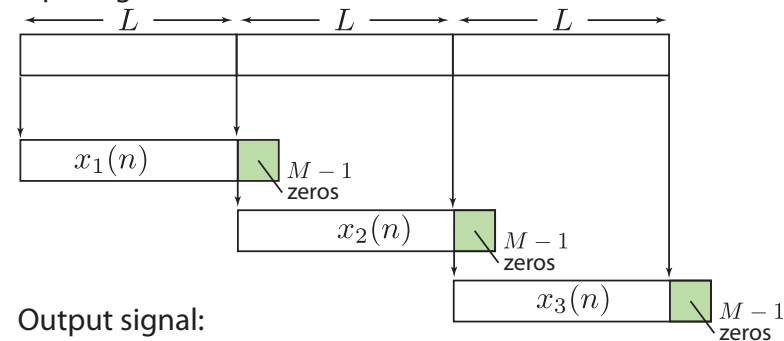 L L L
x₁(n)
M − 1
zeros
x₂(n)
M − 1
zeros
x₃(n)
M − 1
zeros
Output signal: